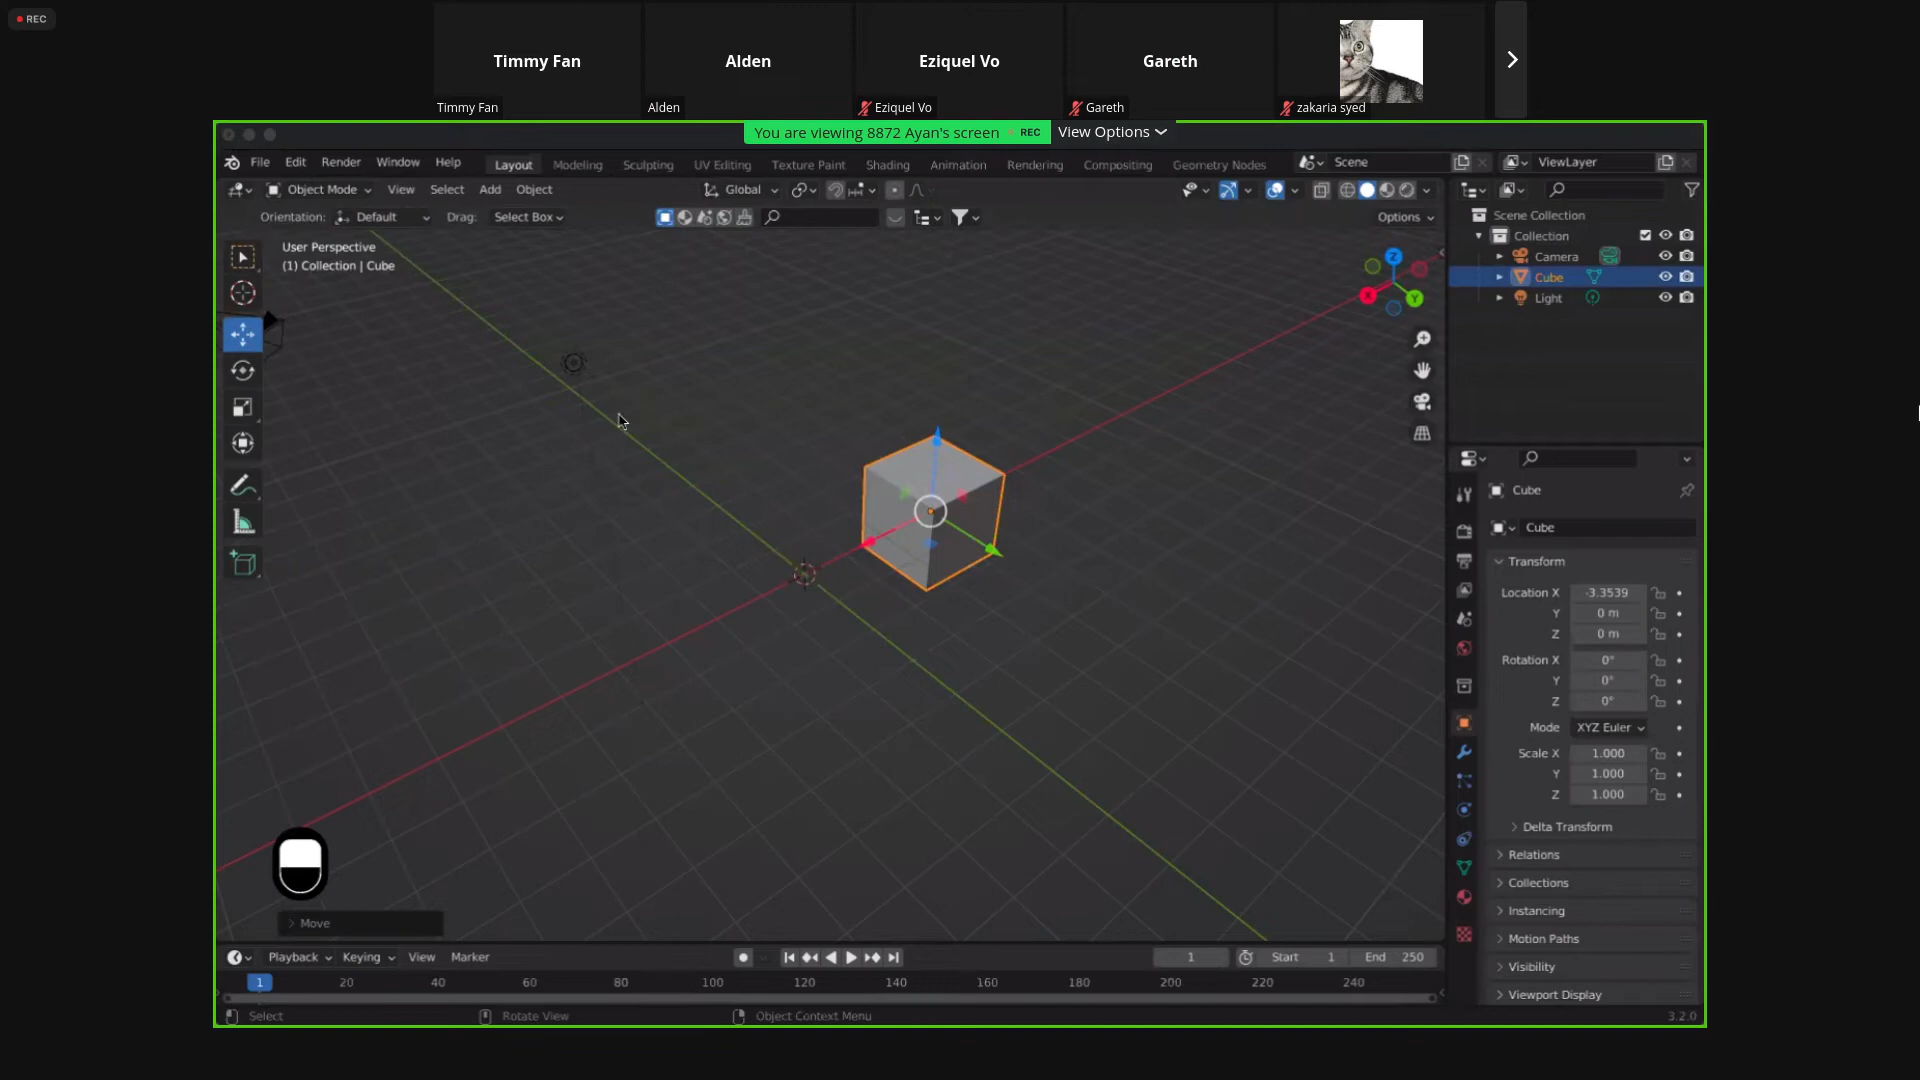 REC
Timmy Fan
Alden
Eziquel Vo
Gareth
Timmy Fan
Alden
Eziquel Vo
Gareth
zakaria syed
You are viewing 8872 Ayan's screen
REC
View Options
File Edit Render Window Help
Layout Modeling Sculpting UV Editing Texture Paint Shading Animation Rendering Compositing Geometry Nodes
Scene
ViewLayer
Object Mode View Select Add Object
Global
Orientation: Default Drag: Select Box
Options
User Perspective
(1) Collection | Cube
Z
X
Y
Scene Collection
Collection
Camera
Cube
Light
Cube
Cube
Transform
Location X -3.3539
Y 0 m
Z 0 m
Rotation X 0°
Y 0°
Z 0°
Mode XYZ Euler
Scale X 1.000
Y 1.000
Z 1.000
Delta Transform
Relations
Collections
Instancing
Motion Paths
Visibility
Viewport Display
Move
Playback Keying View Marker
1 Start 1 End 250
1 20 40 60 80 100 120 140 160 180 200 220 240
Select Rotate View Object Context Menu
3.2.0